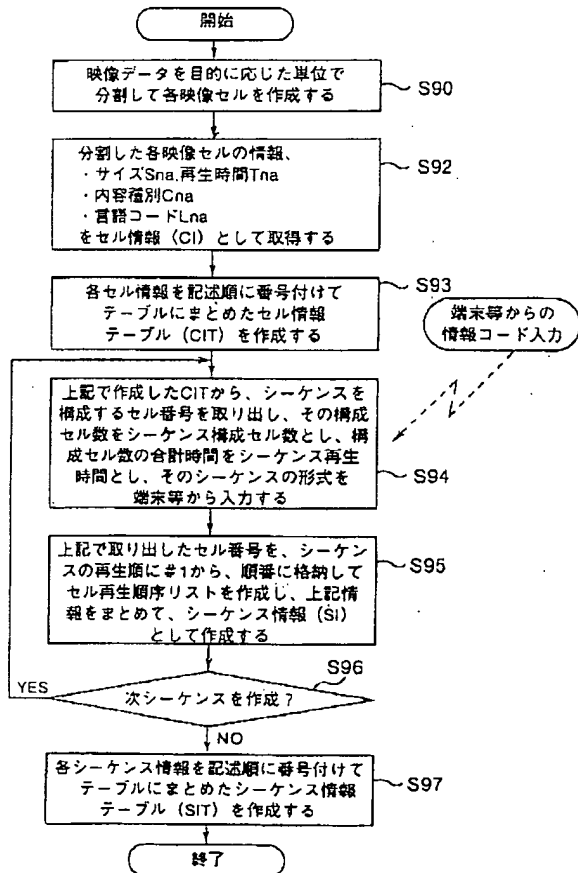 開始
映像データを目的に応じた単位で
分割して各映像セルを作成する
S90
分割した各映像セルの情報、
・サイズSna,再生時間Tna
・内容種別Cna
・言語コードLna
をセル情報（CI）として取得する
S92
各セル情報を記述順に番号付けて
テーブルにまとめたセル情報
テーブル（CIT）を作成する
S93
端末等からの
情報コード入力
上記で作成したCITから、シーケンスを
構成するセル番号を取り出し、その構成
セル数をシーケンス構成セル数とし、構
成セル数の合計時間をシーケンス再生
時間とし、そのシーケンスの形式を
端末等から入力する
S94
上記で取り出したセル番号を、シーケン
スの再生順に#1から、順番に格納して
セル再生順序リストを作成し、上記情
報をまとめて、シーケンス情報（SI）
として作成する
S95
次シーケンスを作成？
S96
YES
NO
各シーケンス情報を記述順に番号付けて
テーブルにまとめたシーケンス情報
テーブル（SIT）を作成する
S97
終了